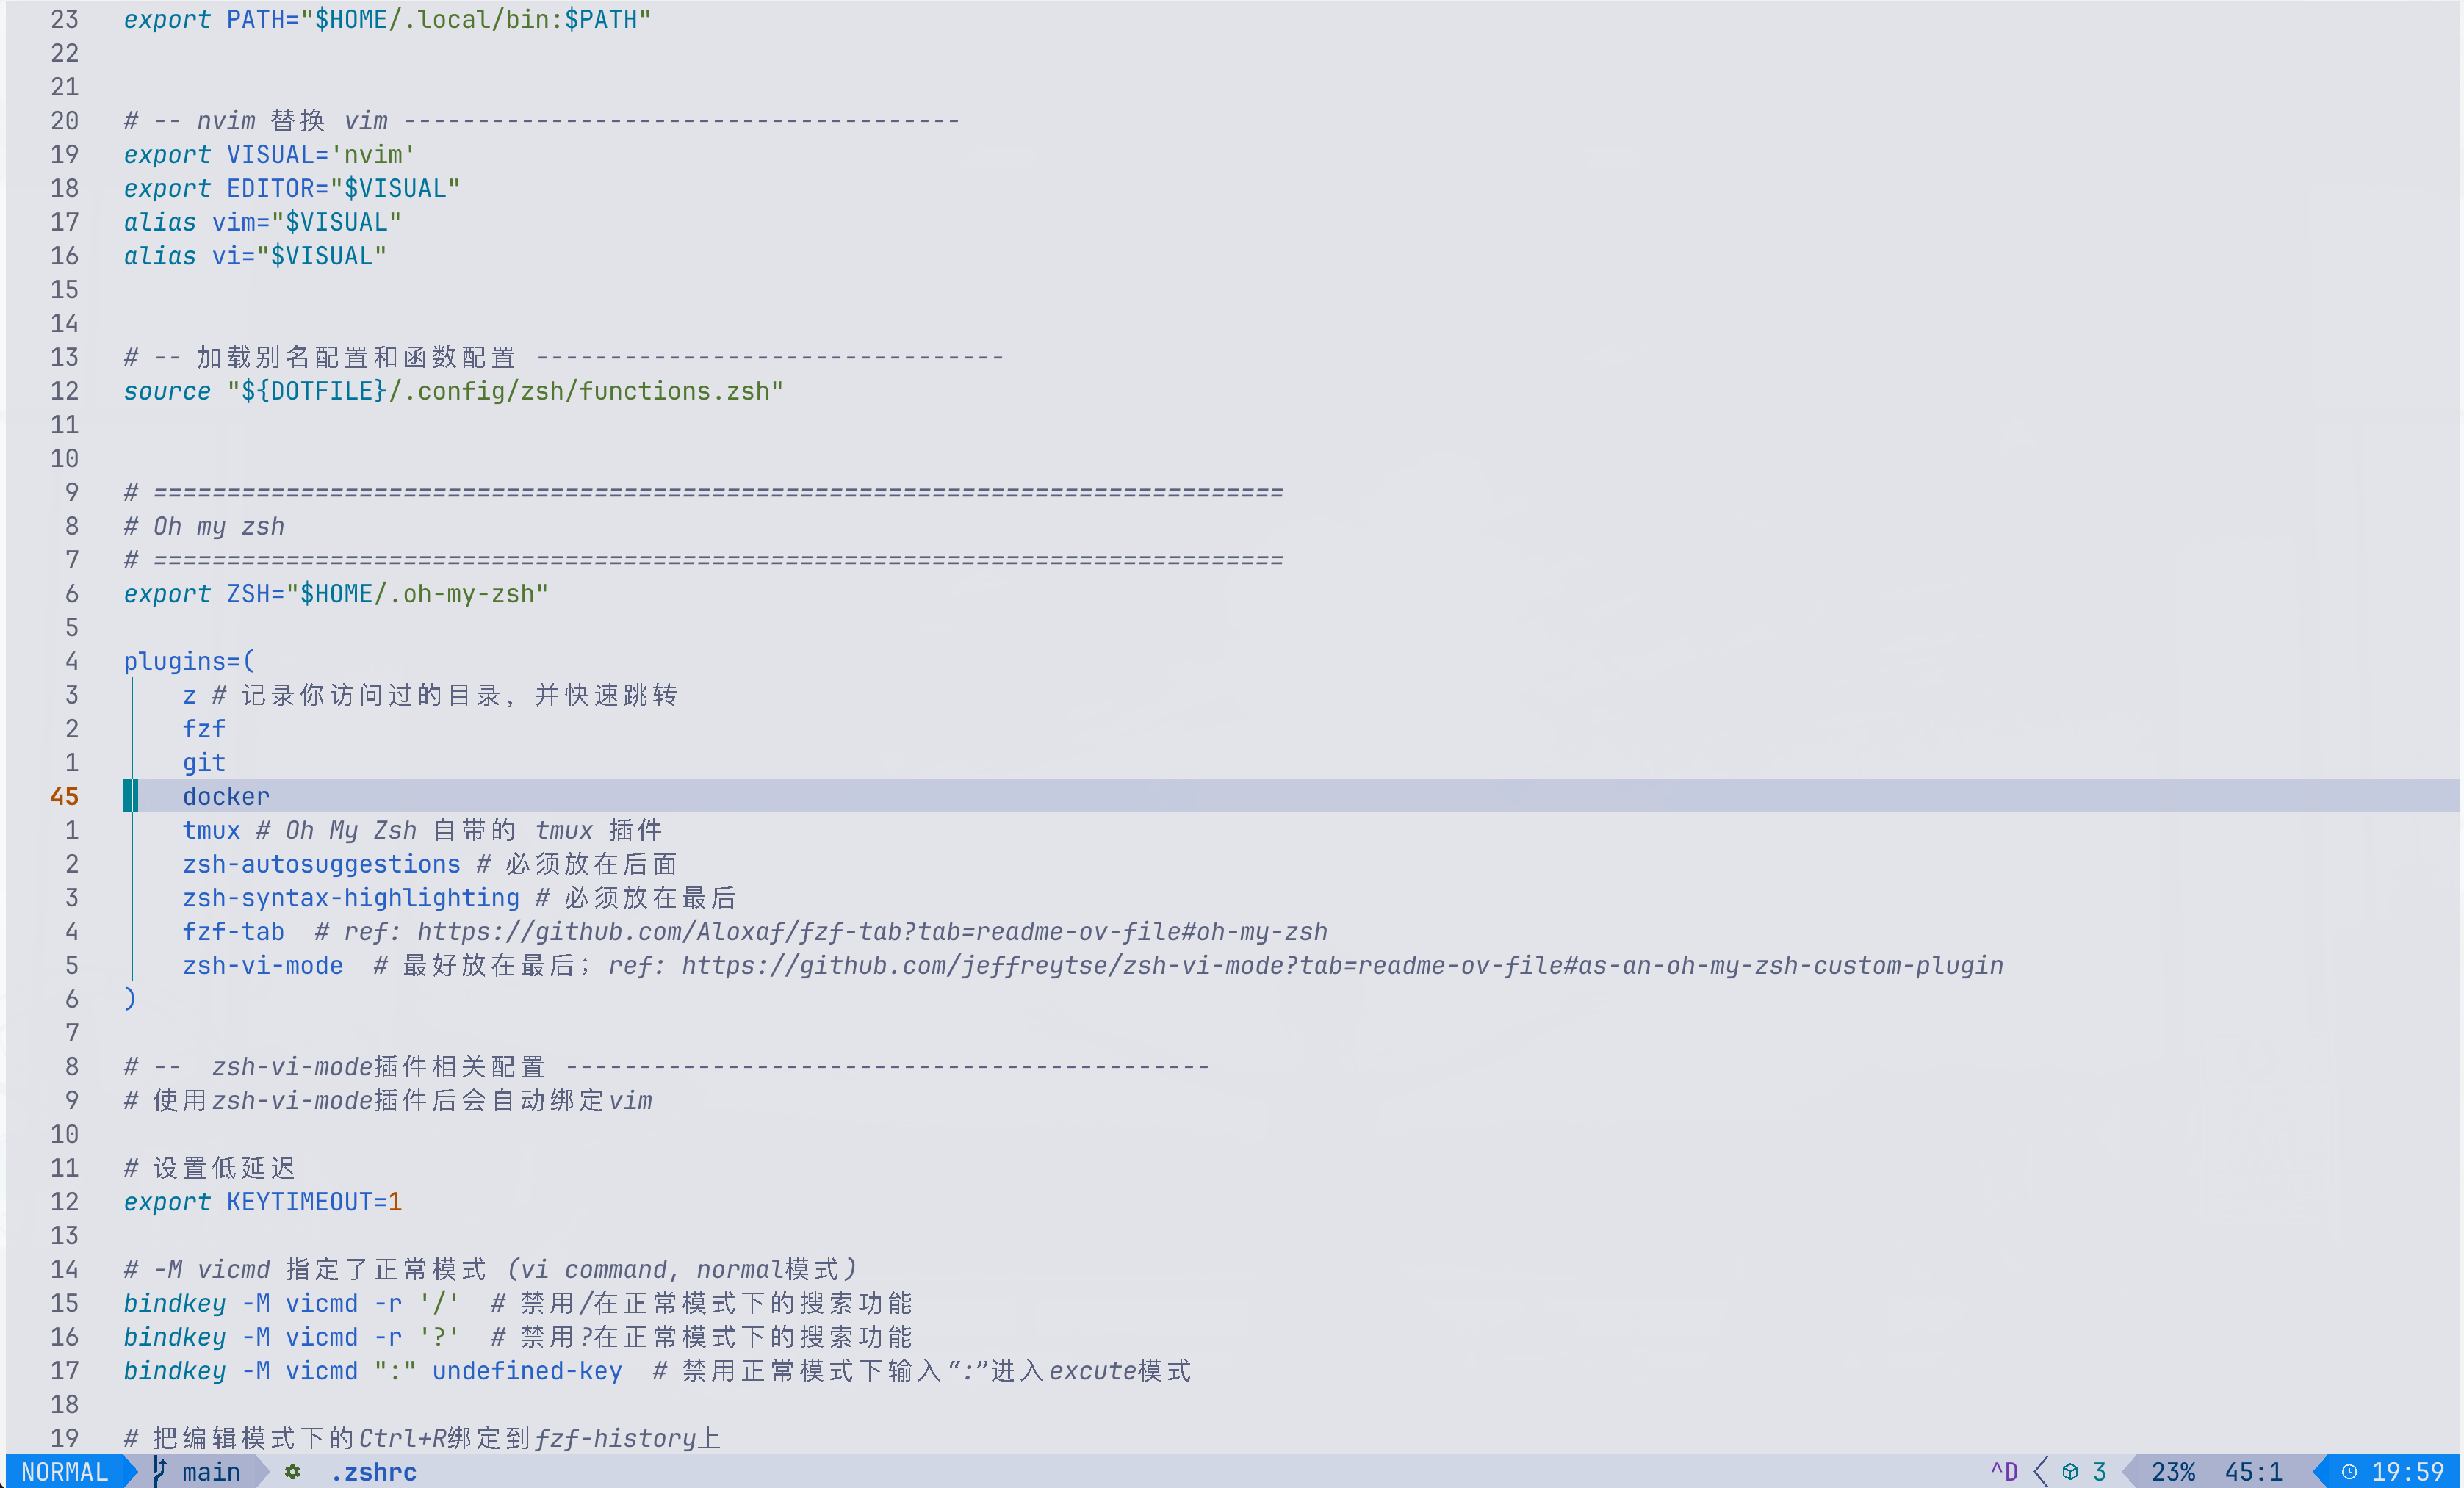 23 export PATH="$HOME/.local/bin:$PATH"
22
21
20 # -- nvim 替换 vim --------------------------------------
19 export VISUAL='nvim'
18 export EDITOR="$VISUAL"
17 alias vim="$VISUAL"
16 alias vi="$VISUAL"
15
14
13 # -- 加载别名配置和函数配置 --------------------------------
12 source "${DOTFILE}/.config/zsh/functions.zsh"
11
10
9 # =============================================================================
8 # Oh my zsh
7 # =============================================================================
6 export ZSH="$HOME/.oh-my-zsh"
5
4 plugins=(
3 z # 记录你访问过的目录，并快速跳转
2 fzf
1 git
45 docker
1 tmux # Oh My Zsh 自带的 tmux 插件
2 zsh-autosuggestions # 必须放在后面
3 zsh-syntax-highlighting # 必须放在最后
4 fzf-tab  # ref: https://github.com/Aloxaf/fzf-tab?tab=readme-ov-file#oh-my-zsh
5 zsh-vi-mode  # 最好放在最后；ref: https://github.com/jeffreytse/zsh-vi-mode?tab=readme-ov-file#as-an-oh-my-zsh-custom-plugin
6 )
7
8 # --  zsh-vi-mode插件相关配置 --------------------------------------------
9 # 使用zsh-vi-mode插件后会自动绑定vim
10
11 # 设置低延迟
12 export KEYTIMEOUT=1
13
14 # -M vicmd 指定了正常模式 (vi command, normal模式)
15 bindkey -M vicmd -r '/'  # 禁用/在正常模式下的搜索功能
16 bindkey -M vicmd -r '?'  # 禁用?在正常模式下的搜索功能
17 bindkey -M vicmd ":" undefined-key  # 禁用正常模式下输入“:”进入excute模式
18
19 # 把编辑模式下的Ctrl+R绑定到fzf-history上
NORMAL main .zshrc ^D 3 23% 45:1 19:59